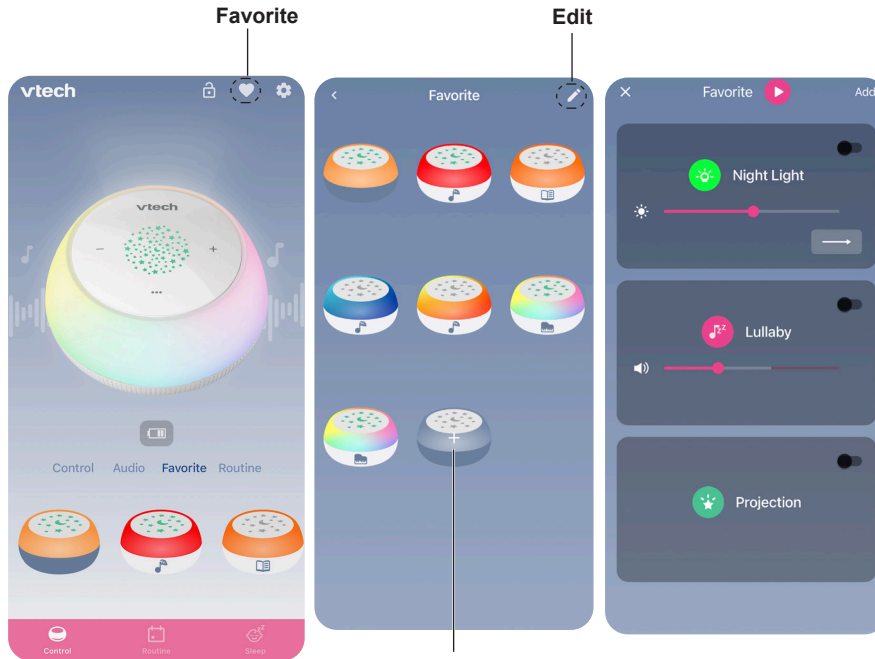 Favorite
Edit
vtech
vtech
Control Audio Favorite Routine
Control Routine Sleep
Favorite
Favorite Add
Night Light
Lullaby
Projection